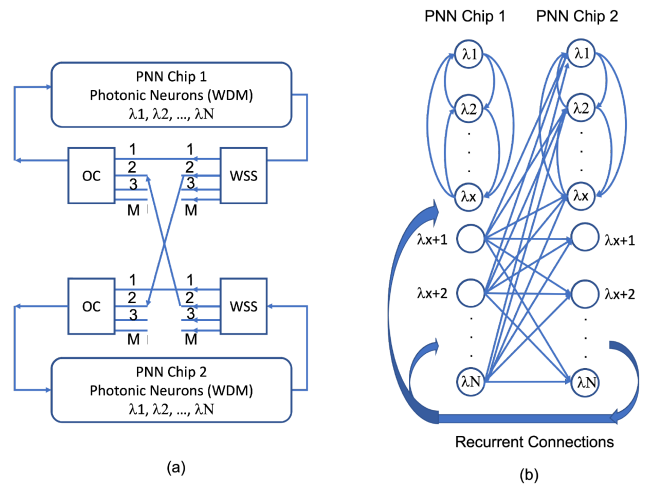 PNN Chip 1
Photonic Neurons (WDM)
λ1, λ2, ..., λN
OC
1
2
3
M
1
2
3
M
WSS
OC
1
2
3
M
1
2
3
M
WSS
PNN Chip 2
Photonic Neurons (WDM)
λ1, λ2, ..., λN
(a)
PNN Chip 1
PNN Chip 2
λ1
λ1
λ2
λ2
λx
λx
λx+1
λx+1
λx+2
λx+2
λN
λN
Recurrent Connections
(b)